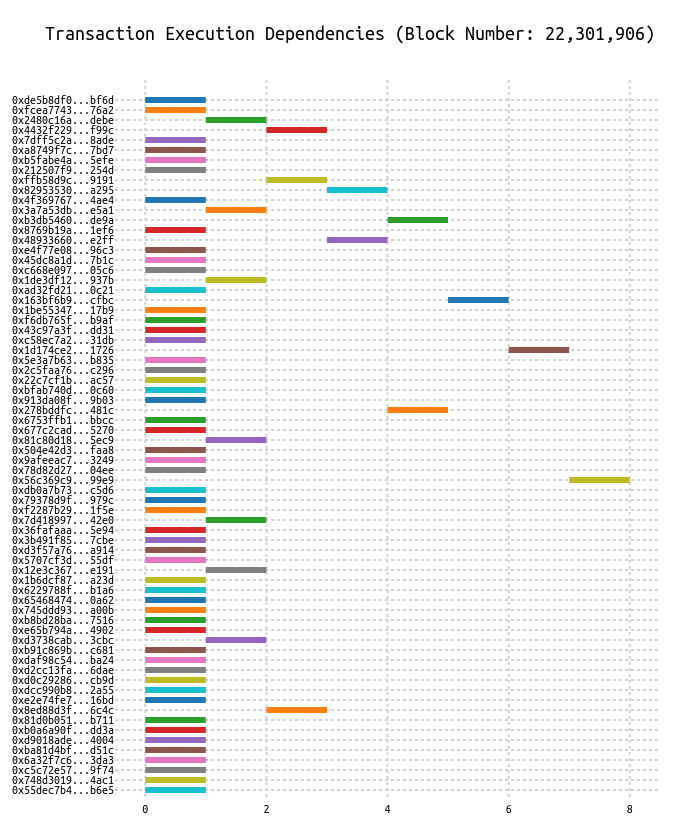 Transaction Execution Dependencies (Block Number: 22,301,906)
0xde5b8df0...bf6d
0xfcea7743...76a2
0x2480c16a...debe
0x4432f229...f99c
0x7dff5c2a...8ade
0xa8749f7c...7bd7
0xb5fabe4a...5efe
0x212507f9...254d
0xffb58d9c...9191
0x82953530...a295
0x4f369767...4ae4
0x3a7a53db...e5a1
0xb3db5460...de9a
0x8769b19a...1ef6
0x48933660...e2ff
0xe4f77e08...96c3
0x45dc8a1d...7b1c
0xc668e097...05c6
0x1de3df12...937b
0xad32fd21...0c21
0x163bf6b9...cfbc
0x1be55347...17b9
0xf6db765f...b9af
0x43c97a3f...dd31
0xc58ec7a2...31db
0x1d174ce2...1726
0x5e3a7b63...b835
0x2c5faa76...c296
0x22c7cf1b...ac57
0xbfab740d...0c60
0x913da08f...9b03
0x278bddfc...481c
0x6753ffb1...bbcc
0x677c2cad...5270
0x81c80d18...5ec9
0x504e42d3...faa8
0x9afeeac7...3249
0x78d82d27...04ee
0x56c369c9...99e9
0xdb0a7b73...c5d6
0x79378d9f...979c
0xf2287b29...1f5e
0x7d418997...42e0
0x36fafaaa...5e94
0x3b491f85...7cbe
0xd3f57a76...a914
0x5707cf3d...55df
0x12e3c367...e191
0x1b6dcf87...a23d
0x6229788f...b1a6
0x65468474...0a62
0x745ddd93...a00b
0xb8bd28ba...7516
0xe65b794a...4902
0xd3738cab...3cbc
0xb91c869b...c681
0xdaf98c54...ba24
0xd2cc13fa...6dae
0xd0c29286...cb9d
0xdcc990b8...2a55
0xe2e74fe7...16bd
0x8ed88d3f...6c4c
0x81d0b051...b711
0xb0a6a90f...dd3a
0xd9018ade...4004
0xba81d4bf...d51c
0x6a32f7c6...3da3
0xc5c72e57...9f74
0x748d3019...4ac1
0x55dec7b4...b6e5
0 2 4 6 8